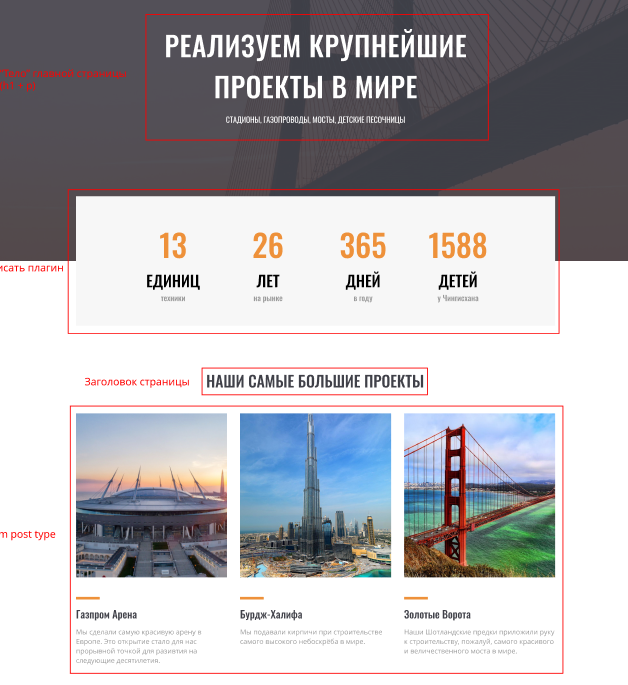 РЕАЛИЗУЕМ КРУПНЕЙШИЕ
ПРОЕКТЫ В МИРЕ
СТАДИОНЫ, ГАЗОПРОВОДЫ, МОСТЫ, ДЕТСКИЕ ПЕСОЧНИЦЫ
"Тело" главной страницы
13 26 365 1588
ЕДИНИЦ ЛЕТ ДНЕЙ ДЕТЕЙ
техники на рынке в году у Чингисхана
исать плагин
Заголовок страницы НАШИ САМЫЕ БОЛЬШИЕ ПРОЕКТЫ
m post type
Газпром Арена
Мы сделали самую красивую арену в
Европе. Это открытие стало для нас
прорывной точкой для развития на
следующие десятилетия.
Бурдж-Халифа
Мы подавали кирпичи при строительстве
самого высокого небоскрёба в мире.
Золотые Ворота
Наши Шотландские предки приложили руку
к строительству, пожалуй, самого красивого
и величественного моста в мире.